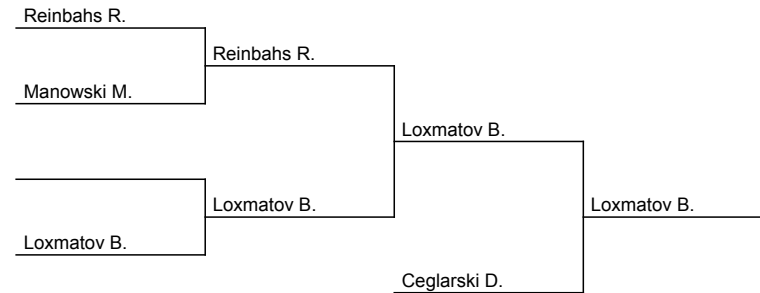 Reinbahs R.
Reinbahs R.
Manowski M.
Loxmatov B.
Loxmatov B.
Loxmatov B.
Loxmatov B.
Ceglarski D.